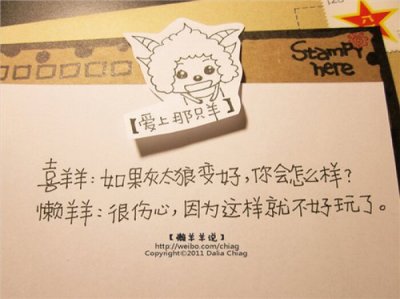 Stamp
here
【爱上那只羊】
喜羊羊：如果灰太狼变好，你会怎么样？
懒羊羊：很伤心，因为这样就不好玩了。
【懒羊羊说】
http://weibo.com/chiag
Copyright©2011 Dalia Chiag